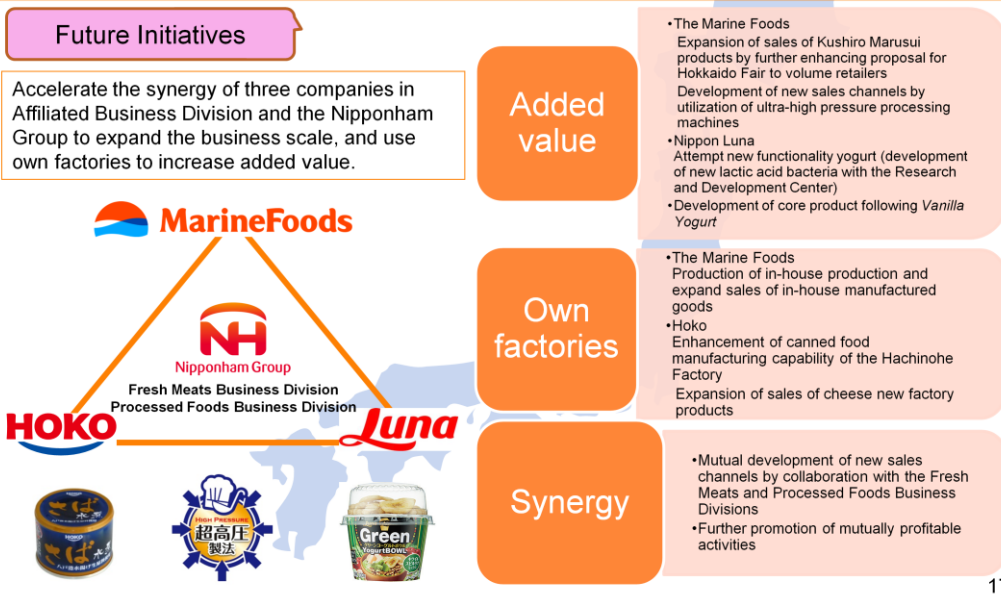 Future Initiatives
Accelerate the synergy of three companies in
Affiliated Business Division and the Nipponham
Group to expand the business scale, and use
own factories to increase added value.
MarineFoods
NH
Nipponham Group
Fresh Meats Business Division
Processed Foods Business Division
HOKO
Luna
HOKO
さば
水煮
さば
水煮
HIGH PRESSURE
超高圧
製法
Green
YogurtBOWL
Added
value
•The Marine Foods
Expansion of sales of Kushiro Marusui
products by further enhancing proposal for
Hokkaido Fair to volume retailers
Development of new sales channels by
utilization of ultra-high pressure processing
machines
•Nippon Luna
Attempt new functionality yogurt (development
of new lactic acid bacteria with the Research
and Development Center)
•Development of core product following Vanilla
Yogurt
Own
factories
•The Marine Foods
Production of in-house production and
expand sales of in-house manufactured
goods
•Hoko
Enhancement of canned food
manufacturing capability of the Hachinohe
Factory
Expansion of sales of cheese new factory
products
Synergy
•Mutual development of new sales
channels by collaboration with the Fresh
Meats and Processed Foods Business
Divisions
•Further promotion of mutually profitable
activities